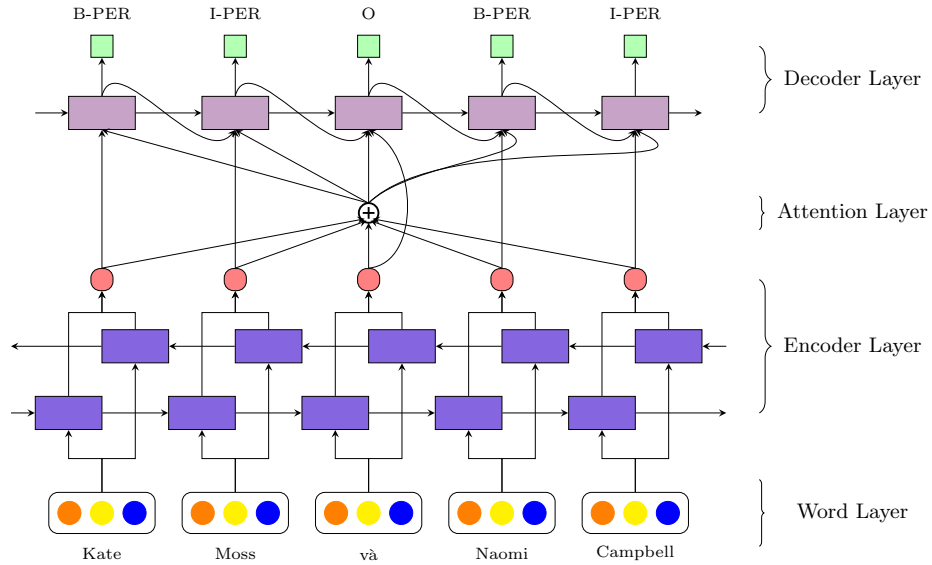 B-PER I-PER O B-PER I-PER
Decoder Layer
Attention Layer
Encoder Layer
Word Layer
Kate Moss và Naomi Campbell